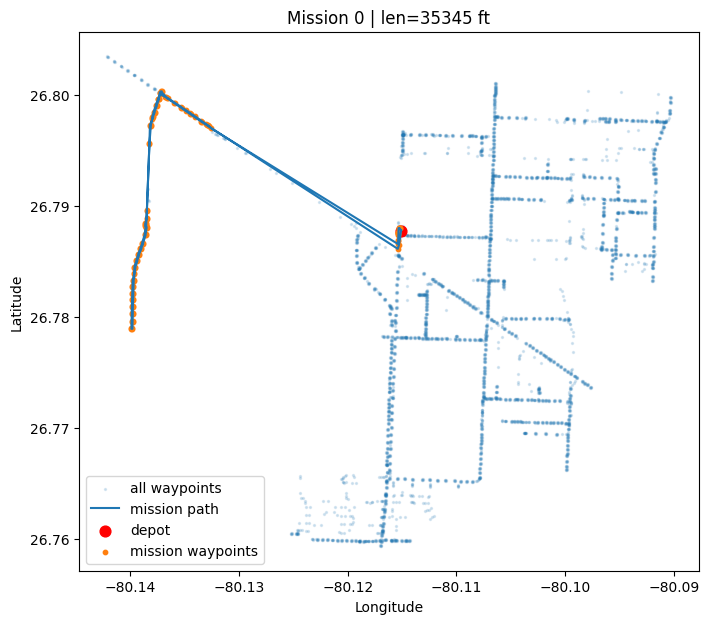 Mission 0 | len=35345 ft
26.80
26.79
26.78
26.77
26.76
Latitude
all waypoints
mission path
depot
mission waypoints
−80.14 −80.13 −80.12 −80.11 −80.10 −80.09
Longitude